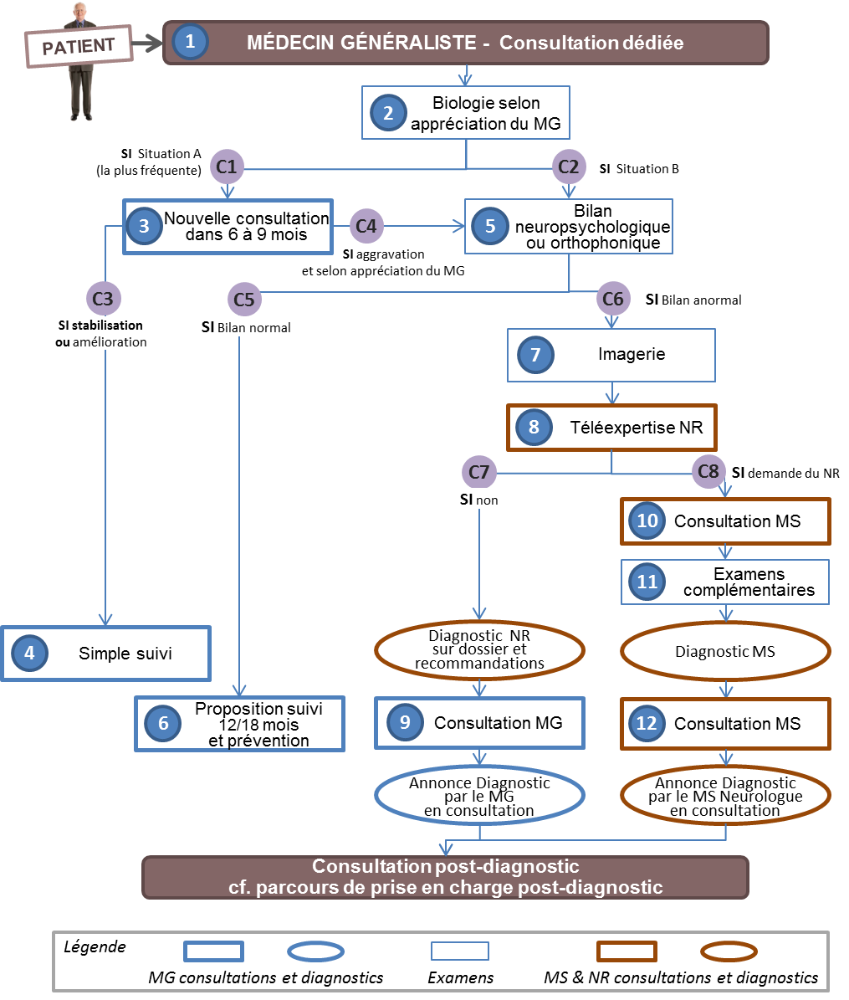 PATIENT
1
MÉDECIN GÉNÉRALISTE - Consultation dédiée
2
Biologie selon
appréciation du MG
SI Situation A
(la plus fréquente)
C1
C2
SI Situation B
3
Nouvelle consultation
dans 6 à 9 mois
C4
SI aggravation
et selon appréciation du MG
5
Bilan
neuropsychologique
ou orthophonique
C3
SI stabilisation
ou amélioration
C5
SI Bilan normal
C6
SI Bilan anormal
7
Imagerie
8
Téléexpertise NR
C7
SI non
C8
SI demande du NR
10
Consultation MS
11
Examens
complémentaires
4
Simple suivi
Diagnostic NR
sur dossier et
recommandations
Diagnostic MS
6
Proposition suivi
12/18 mois
et prévention
9
Consultation MG
12
Consultation MS
Annonce Diagnostic
par le MG
en consultation
Annonce Diagnostic
par le MS Neurologue
en consultation
Consultation post-diagnostic
cf. parcours de prise en charge post-diagnostic
Légende
MG consultations et diagnostics
Examens
MS & NR consultations et diagnostics